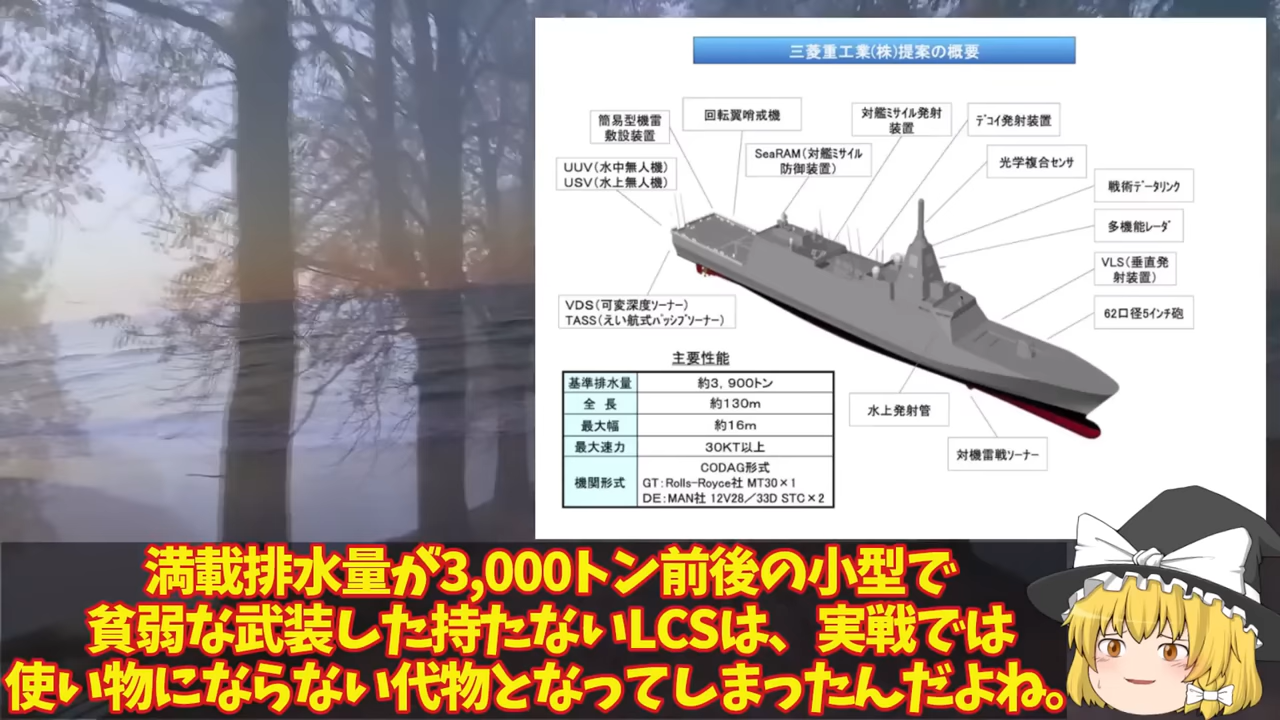 三菱重工業(株)提案の概要
簡易型機雷
敷設装置
回転翼哨戒機
対艦ミサイル発射
装置
デコイ発射装置
UUV(水中無人機)
USV(水上無人機)
SeaRAM(対艦ミサイル
防御装置)
光学複合センサ
戦術データリンク
多機能レーダ
VLS(垂直発
射装置)
62口径5インチ砲
VDS(可変深度ソーナー)
TASS(えい航式パッシブソーナー)
水上発射管
対機雷戦ソーナー
主要性能
基準排水量 約3,900トン
全 長 約130m
最大幅 約16m
最大速力 30KT以上
機関形式 CODAG形式
GT:Rolls-Royce社 MT30×1
DE:MAN社 12V28/33D STC×2
満載排水量が3,000トン前後の小型で
貧弱な武装した持たないLCSは、実戦では
使い物にならない代物となってしまったんだよね。